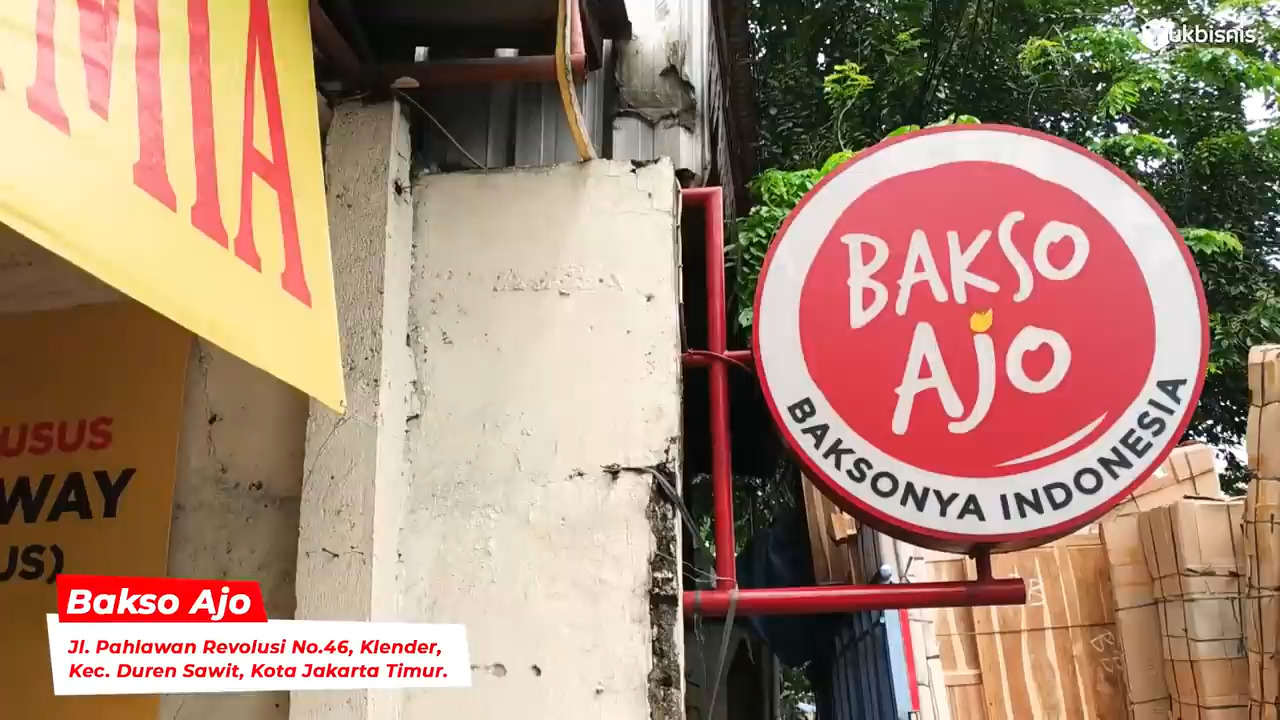 ukbisnis
MIA
BAKSO
AJO
BAKSONYA INDONESIA
USUS
WAY
US)
Bakso Ajo
Jl. Pahlawan Revolusi No.46, Klender,
Kec. Duren Sawit, Kota Jakarta Timur.